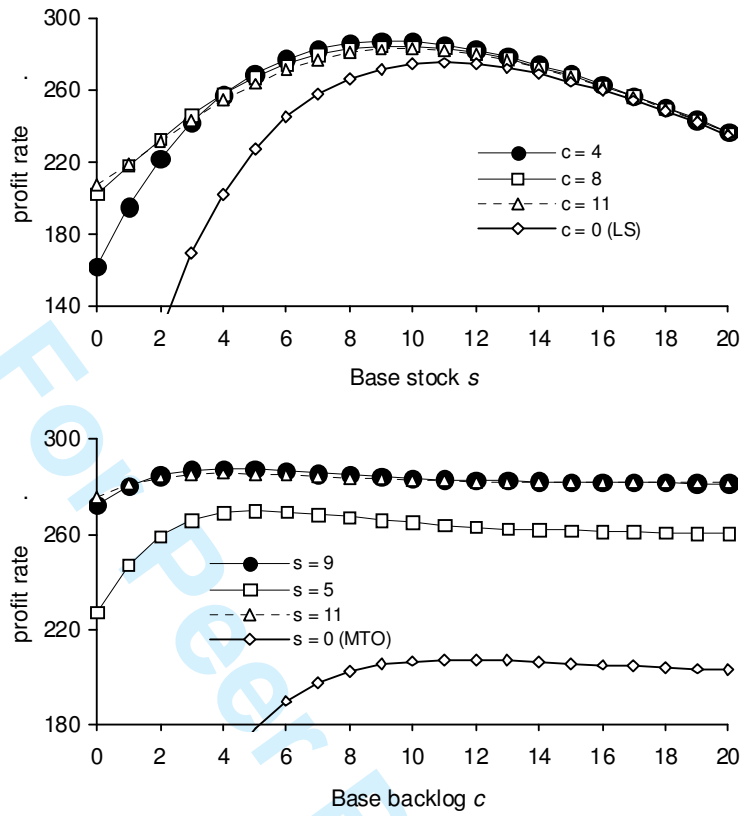 300
260
220
180
140
profit rate
0 2 4 6 8 10 12 14 16 18 20
Base stock s
c = 4
c = 8
c = 11
c = 0 (LS)
300
260
220
180
profit rate
0 2 4 6 8 10 12 14 16 18 20
Base backlog c
s = 9
s = 5
s = 11
s = 0 (MTO)
For Peer